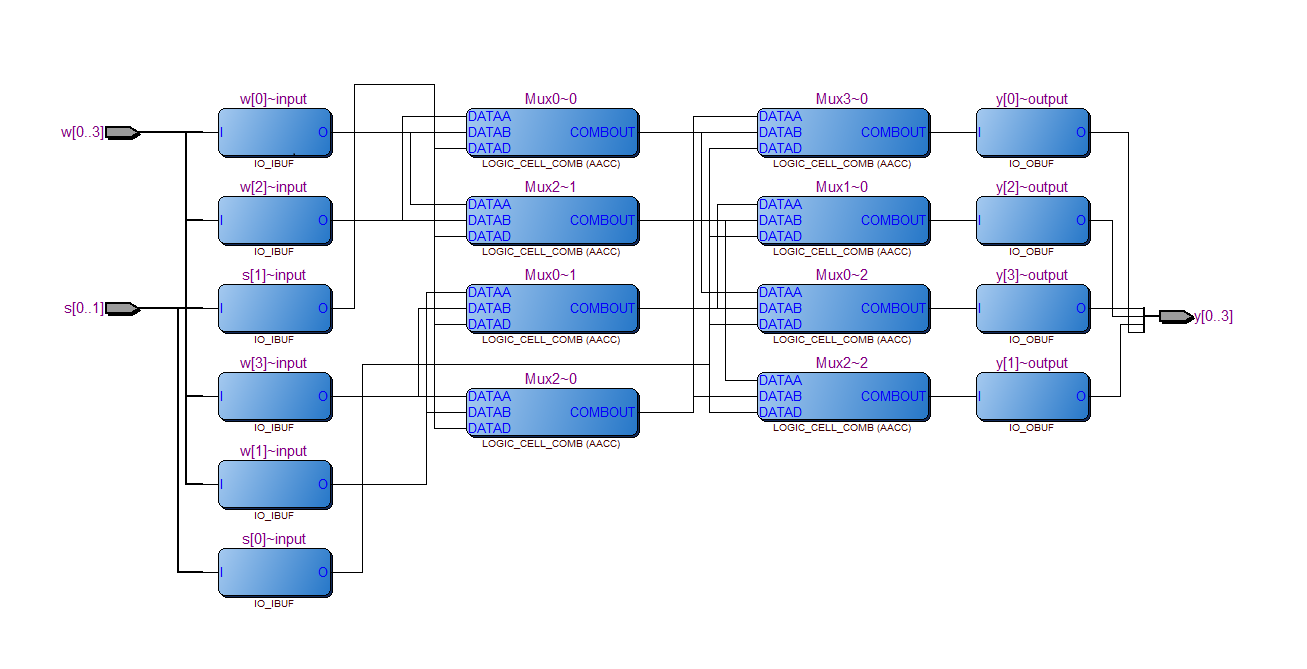 w[0..3]
s[0..1]
w[0]~input
I O
IO_IBUF
w[2]~input
I O
IO_IBUF
s[1]~input
I O
IO_IBUF
w[3]~input
I O
IO_IBUF
w[1]~input
I O
IO_IBUF
s[0]~input
I O
IO_IBUF
Mux0~0
DATAA
DATAB COMBOUT
DATAD
LOGIC_CELL_COMB (AACC)
Mux2~1
DATAA
DATAB COMBOUT
DATAD
LOGIC_CELL_COMB (AACC)
Mux0~1
DATAA
DATAB COMBOUT
DATAD
LOGIC_CELL_COMB (AACC)
Mux2~0
DATAA
DATAB COMBOUT
DATAD
LOGIC_CELL_COMB (AACC)
Mux3~0
DATAA
DATAB COMBOUT
DATAD
LOGIC_CELL_COMB (AACC)
Mux1~0
DATAA
DATAB COMBOUT
DATAD
LOGIC_CELL_COMB (AACC)
Mux0~2
DATAA
DATAB COMBOUT
DATAD
LOGIC_CELL_COMB (AACC)
Mux2~2
DATAA
DATAB COMBOUT
DATAD
LOGIC_CELL_COMB (AACC)
y[0]~output
I O
IO_OBUF
y[2]~output
I O
IO_OBUF
y[3]~output
I O
IO_OBUF
y[1]~output
I O
IO_OBUF
y[0..3]